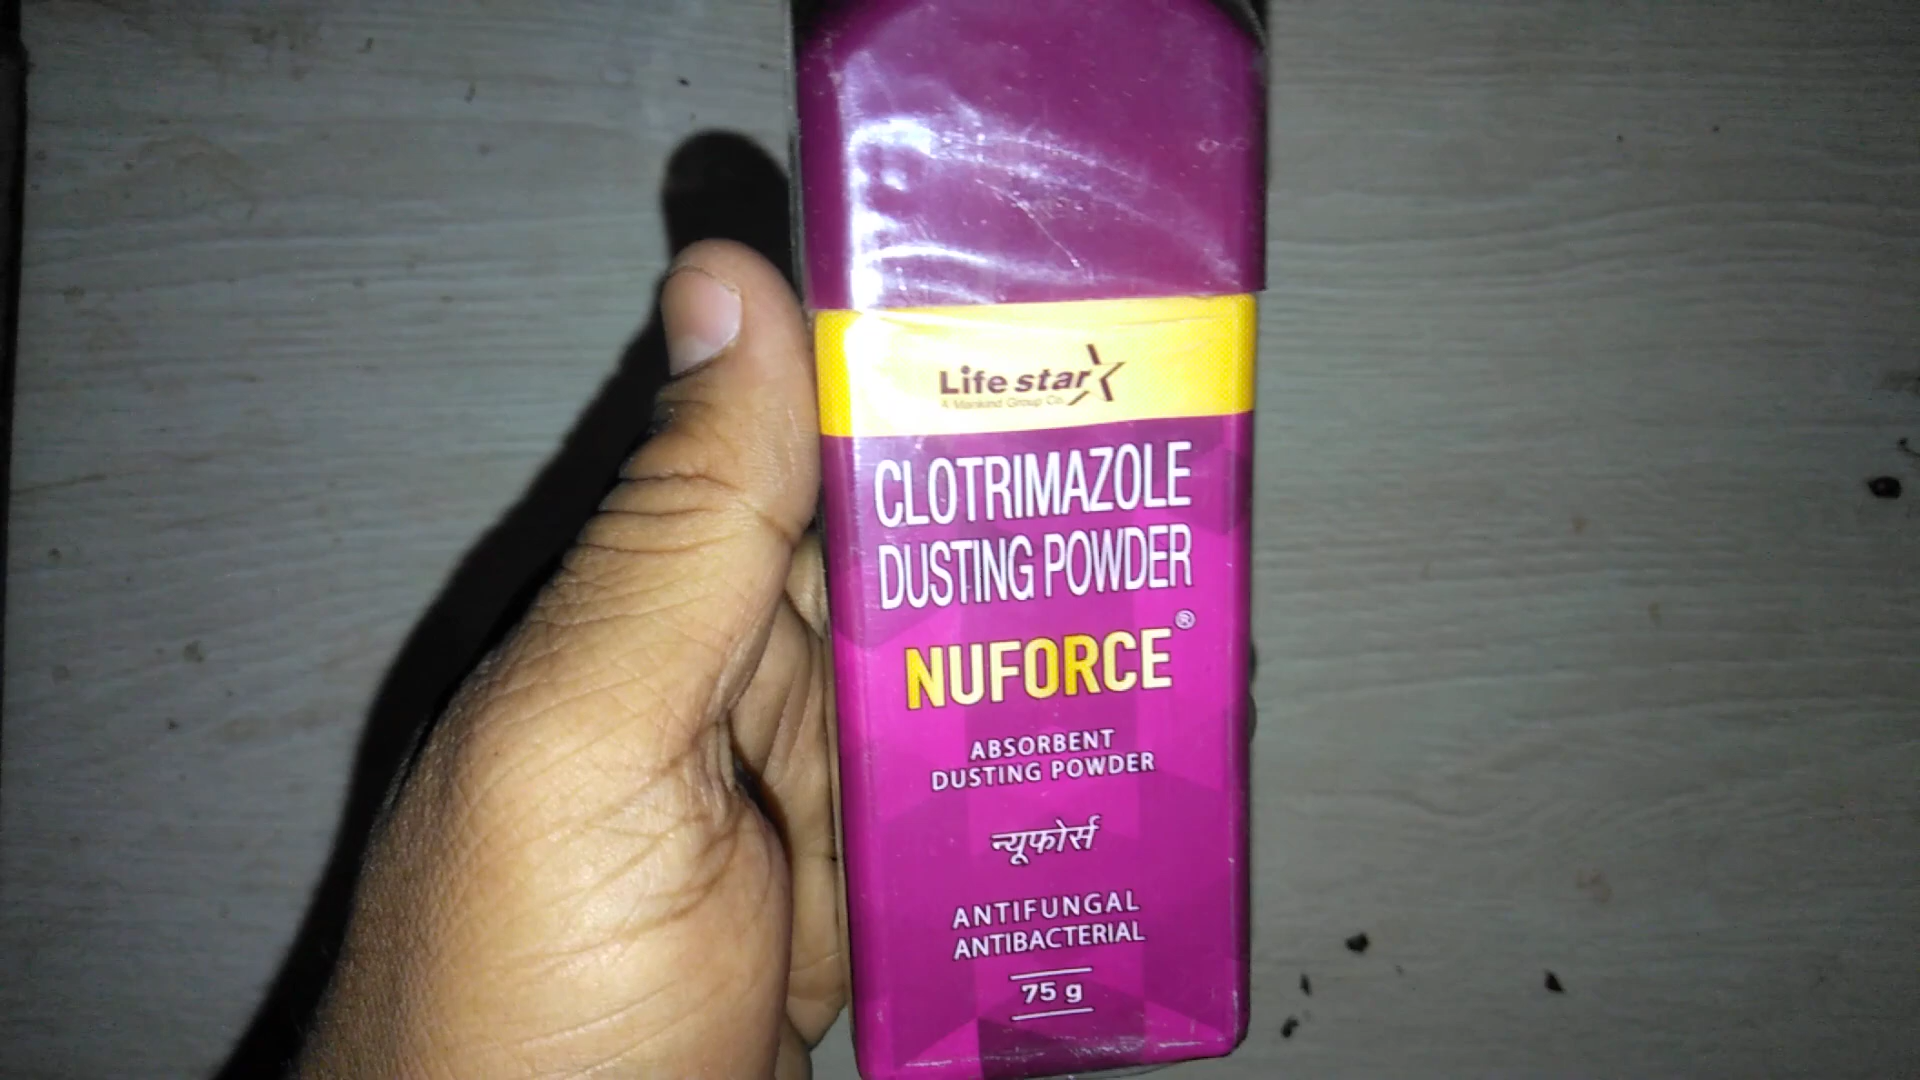 Life star
A Mankind Group Co.
CLOTRIMAZOLE
DUSTING POWDER
NUFORCE®
ABSORBENT
DUSTING POWDER
न्यूफोर्स
ANTIFUNGAL
ANTIBACTERIAL
75 g